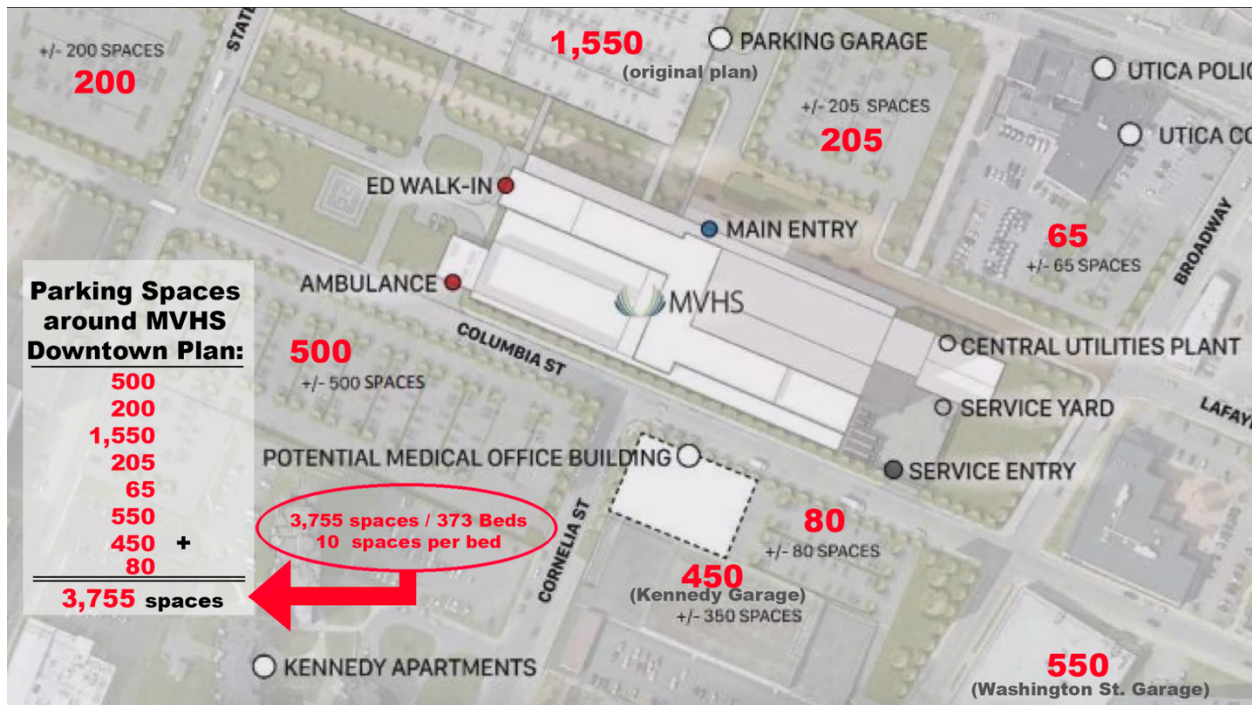 +/- 200 SPACES
200
STATE
1,550
(original plan)
PARKING GARAGE
+/- 205 SPACES
205
UTICA POLIC
UTICA CO
65
+/- 65 SPACES
BROADWAY
ED WALK-IN
MAIN ENTRY
AMBULANCE
MVHS
COLUMBIA ST
CENTRAL UTILITIES PLANT
SERVICE YARD
LAFAYE
SERVICE ENTRY
Parking Spaces
around MVHS
Downtown Plan:
500
200
1,550
205
65
550
450 +
80
3,755 spaces
500
+/- 500 SPACES
POTENTIAL MEDICAL OFFICE BUILDING
3,755 spaces / 373 Beds
10 spaces per bed
CORNELIA ST
80
+/- 80 SPACES
450
(Kennedy Garage)
+/- 350 SPACES
KENNEDY APARTMENTS
550
(Washington St. Garage)